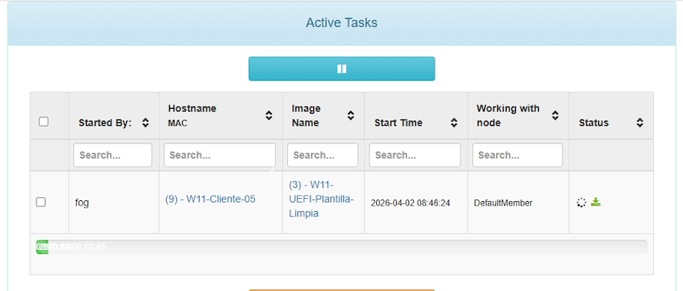 Active Tasks
Started By:
Hostname
MAC
Image
Name
Start Time
Working with
node
Status
Search...
Search...
Search...
Search...
Search...
fog
(9) - W11-Cliente-05
(3) - W11-
UEFI-Plantilla-
Limpia
2026-04-02 08:46:24
DefaultMember